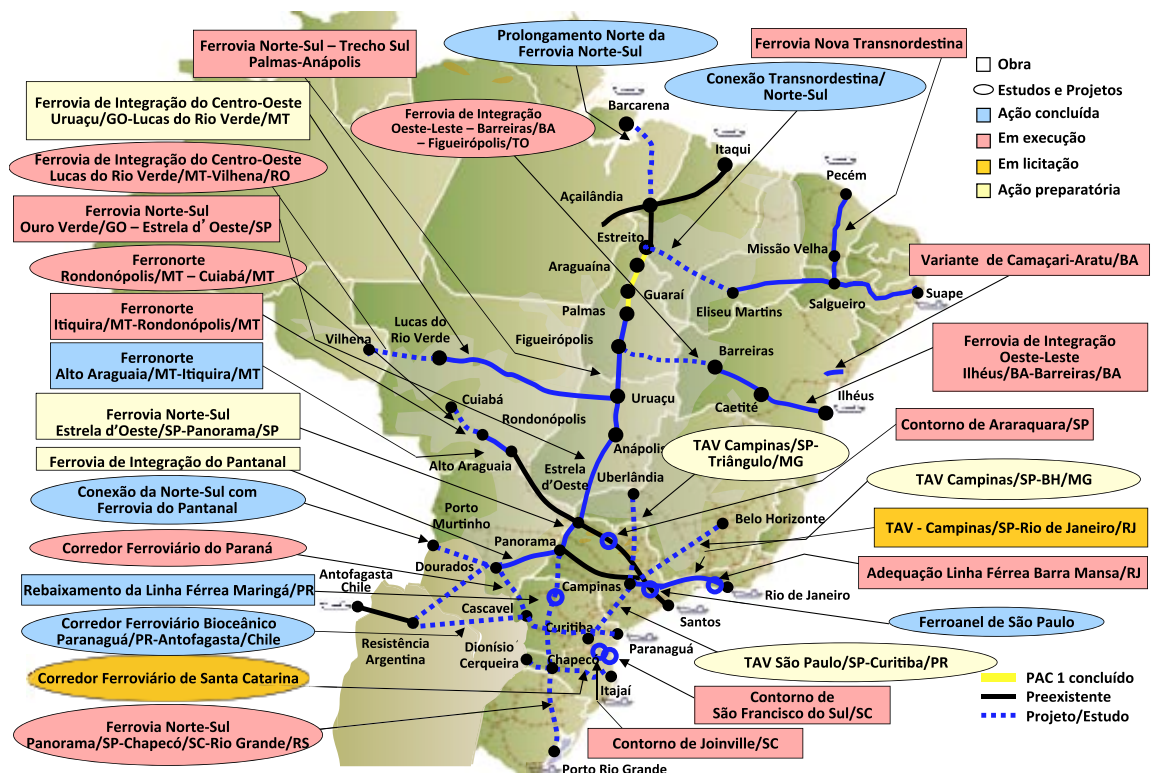 Ferrovia Norte-Sul – Trecho Sul
Palmas-Anápolis
Prolongamento Norte da
Ferrovia Norte-Sul
Ferrovia Nova Transnordestina
Conexão Transnordestina/
Norte-Sul
Obra
Estudos e Projetos
Ação concluída
Em execução
Em licitação
Ação preparatória
Ferrovia de Integração do Centro-Oeste
Uruaçu/GO-Lucas do Rio Verde/MT
Ferrovia de Integração
Oeste-Leste – Barreiras/BA
– Figueirópolis/TO
Ferrovia de Integração do Centro-Oeste
Lucas do Rio Verde/MT-Vilhena/RO
Ferrovia Norte-Sul
Ouro Verde/GO – Estrela d' Oeste/SP
Ferronorte
Rondonópolis/MT – Cuiabá/MT
Ferronorte
Itiquira/MT-Rondonópolis/MT
Ferronorte
Alto Araguaia/MT-Itiquira/MT
Ferrovia Norte-Sul
Estrela d'Oeste/SP-Panorama/SP
Ferrovia de Integração do Pantanal
Conexão da Norte-Sul com
Ferrovia do Pantanal
Corredor Ferroviário do Paraná
Rebaixamento da Linha Férrea Maringá/PR
Corredor Ferroviário Bioceânico
Paranaguá/PR-Antofagasta/Chile
Corredor Ferroviário de Santa Catarina
Ferrovia Norte-Sul
Panorama/SP-Chapecó/SC-Rio Grande/RS
Barcarena
Itaqui
Pecém
Açailândia
Estreito
Missão Velha
Araguaína
Guaraí
Eliseu Martins
Salgueiro
Suape
Palmas
Lucas do
Rio Verde
Vilhena
Figueirópolis
Barreiras
Cuiabá
Rondonópolis
Uruaçu
Caetité
Ilhéus
Alto Araguaia
Anápolis
Estrela
d'Oeste
Uberlândia
Porto
Murtinho
Panorama
Belo Horizonte
Dourados
Campinas
Rio de Janeiro
Antofagasta
Chile
Cascavel
Santos
Resistência
Argentina
Curitiba
Paranaguá
Dionísio
Cerqueira
Chapecó
Itajaí
Porto Rio Grande
Variante de Camaçari-Aratu/BA
Ferrovia de Integração
Oeste-Leste
Ilhéus/BA-Barreiras/BA
Contorno de Araraquara/SP
TAV Campinas/SP-
Triângulo/MG
TAV Campinas/SP-BH/MG
TAV - Campinas/SP-Rio de Janeiro/RJ
Adequação Linha Férrea Barra Mansa/RJ
Ferroanel de São Paulo
TAV São Paulo/SP-Curitiba/PR
Contorno de
São Francisco do Sul/SC
Contorno de Joinville/SC
PAC 1 concluído
Preexistente
Projeto/Estudo